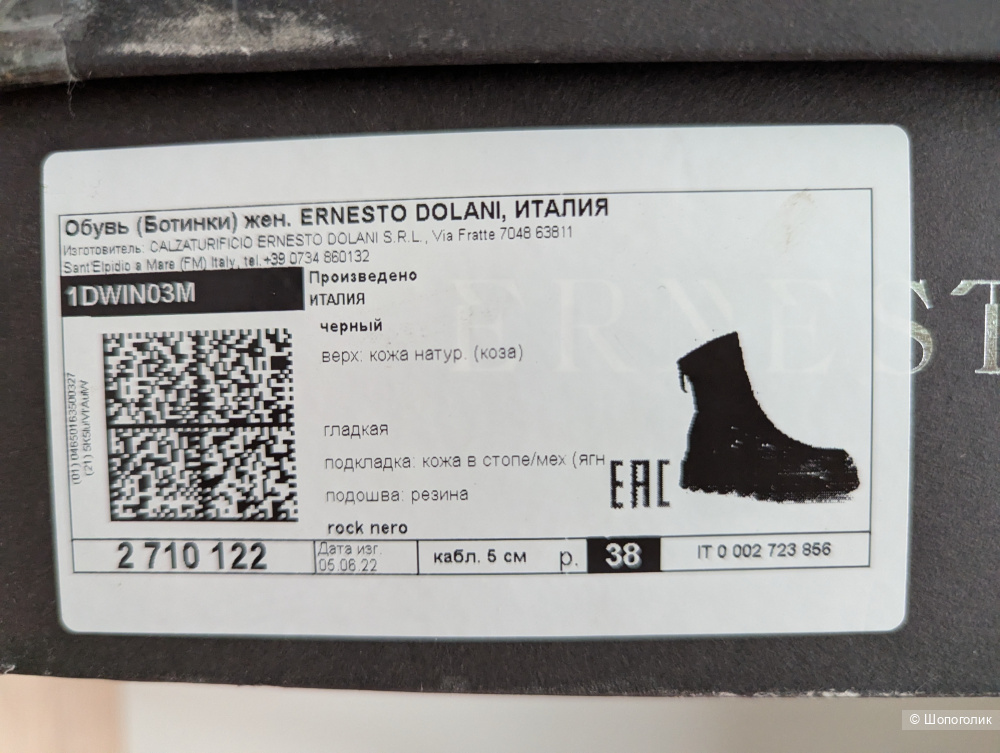 Обувь (Ботинки) жен. ERNESTO DOLANI, ИТАЛИЯ
Изготовитель: CALZATURIFICIO ERNESTO DOLANI S.R.L., Via Fratte 7048 63811
Sant'Elpidio a Mare (FM) Italy, tel.+39 0734 860132
1DWIN03M
Произведено
ИТАЛИЯ
черный
верх: кожа натур. (коза)
ERNEST
гладкая
подкладка: кожа в стопе/мех (ягн
подошва: резина
EAC
rock nero
(01) 04650163500327
2 710 122
Дата изг.
05.06.22
кабл. 5 см
р. 38
IT 0 002 723 856
© Шопоголик